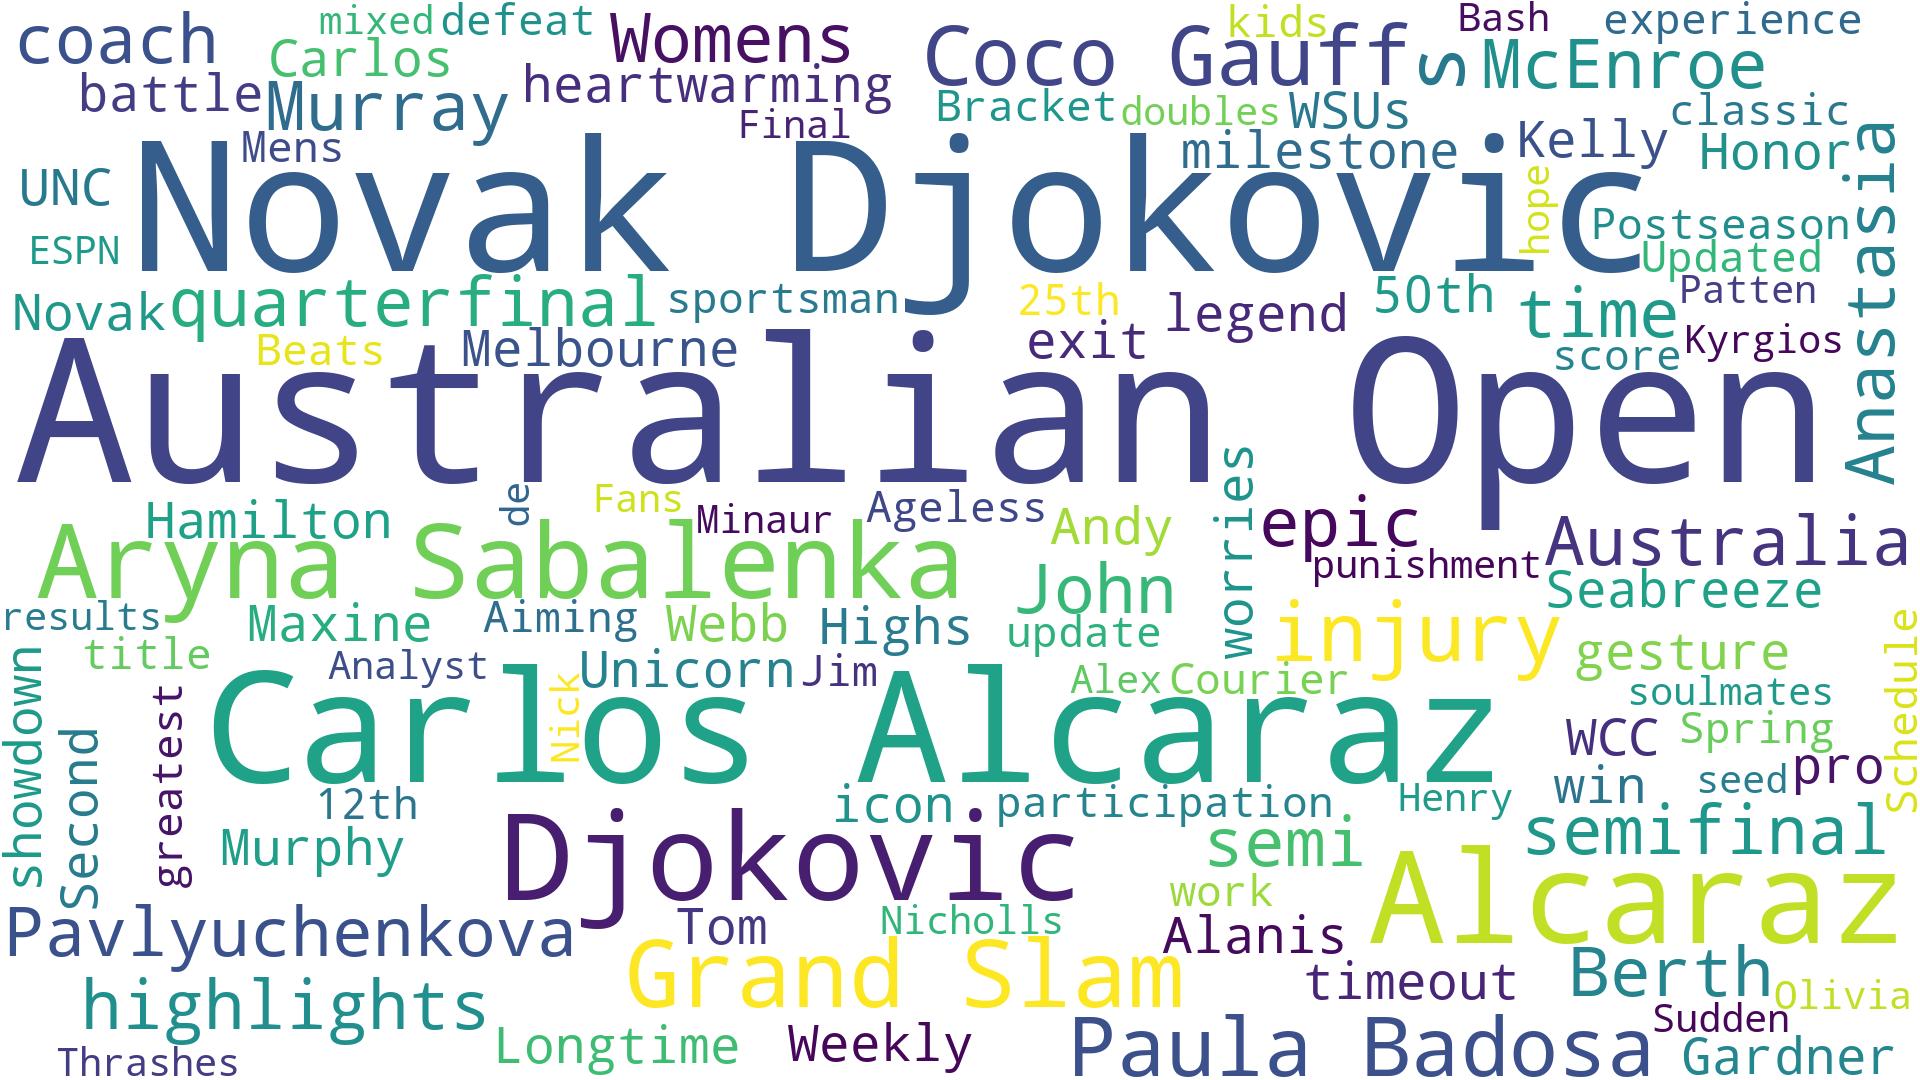 coach
mixed
defeat
Womens
Coco Gauff
kids
Bash
experience
Carlos
s
McEnroe
battle
Murray
heartwarming
Bracket
doubles
WSUs
classic
Final
Mens
milestone
Kelly
Honor
Anastasia
UNC
Novak Djokovic
hope
Postseason
ESPN
Updated
Novak
quarterfinal
sportsman
25th
legend
50th
time
Patten
Beats
Melbourne
exit
score
Kyrgios
Australian Open
Hamilton
de
Fans
Minaur
Ageless
Andy
worries
epic
Australia
Aryna Sabalenka
punishment
John
Seabreeze
results
Maxine
Aiming
Webb
Highs
update
injury
title
gesture
Analyst
Unicorn
Jim
Alex
Courier
soulmates
Schedule
showdown
Second
greatest
Carlos Alcaraz
Nick
WCC
Spring
win
seed
pro
12th
icon
participation
Henry
Murphy
Djokovic
semi
semifinal
work
Alcaraz
Pavlyuchenkova
Tom
Nicholls
Alanis
highlights
Grand Slam
timeout
Berth
Olivia
Thrashes
Longtime
Weekly
Paula Badosa
Sudden
Gardner